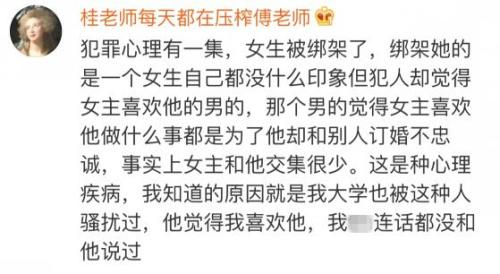 桂老师每天都在压榨傅老师
犯罪心理有一集，女生被绑架了，绑架她的
是一个女生自己都没什么印象但犯人却觉得
女主喜欢他的男的，那个男的觉得女主喜欢
他做什么事都是为了他却和别人订婚不忠
诚，事实上女主和他交集很少。这是种心理
疾病，我知道的原因就是我大学也被这种人
骚扰过，他觉得我喜欢他，我连话都没和
他说过